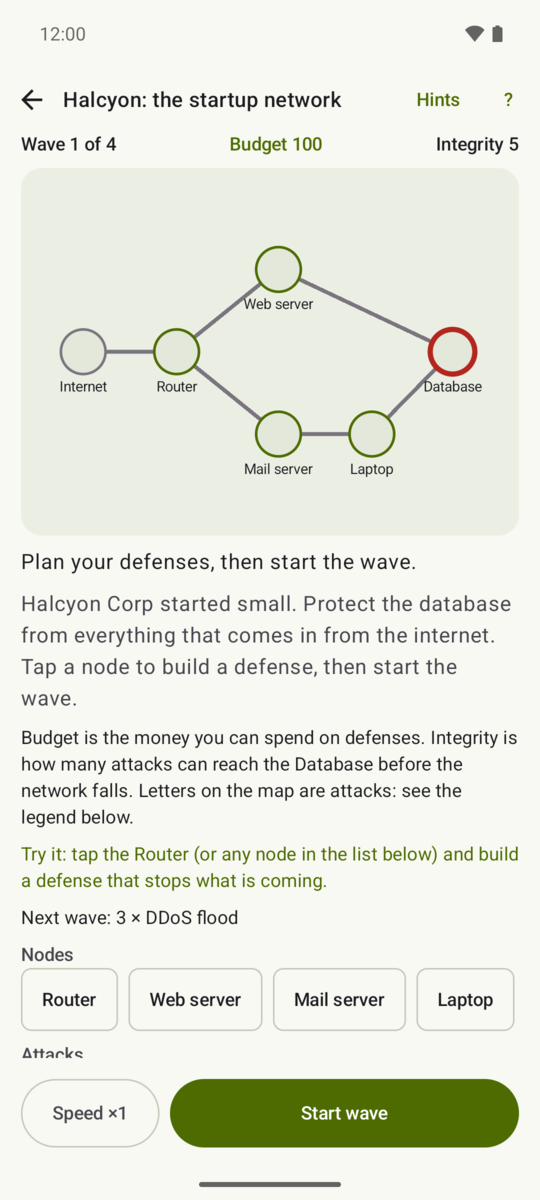 12:00
Halcyon: the startup network
Hints
?
Wave 1 of 4
Budget 100
Integrity 5
Web server
Internet
Router
Database
Mail server
Laptop
Plan your defenses, then start the wave.
Halcyon Corp started small. Protect the database
from everything that comes in from the internet.
Tap a node to build a defense, then start the
wave.
Budget is the money you can spend on defenses. Integrity is
how many attacks can reach the Database before the
network falls. Letters on the map are attacks: see the
legend below.
Try it: tap the Router (or any node in the list below) and build
a defense that stops what is coming.
Next wave: 3 × DDoS flood
Nodes
Router
Web server
Mail server
Laptop
Attacks
Speed ×1
Start wave